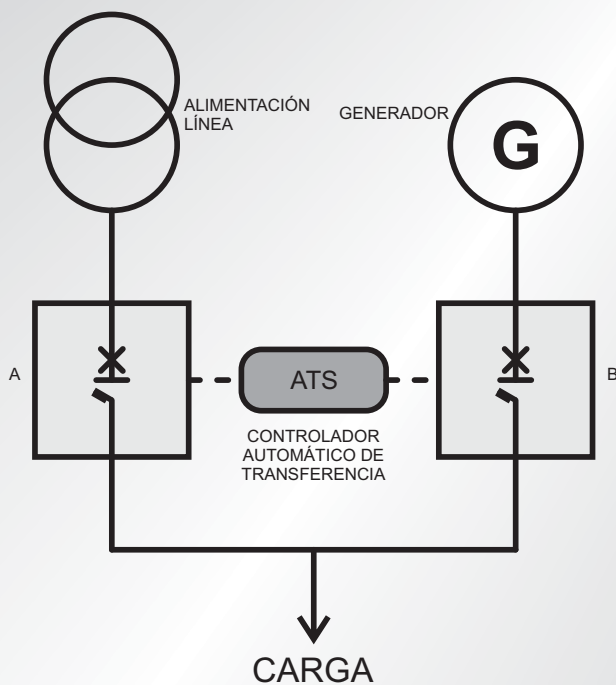 ALIMENTACIÓN
LÍNEA
GENERADOR
G
A
ATS
B
CONTROLADOR
AUTOMÁTICO DE
TRANSFERENCIA
CARGA